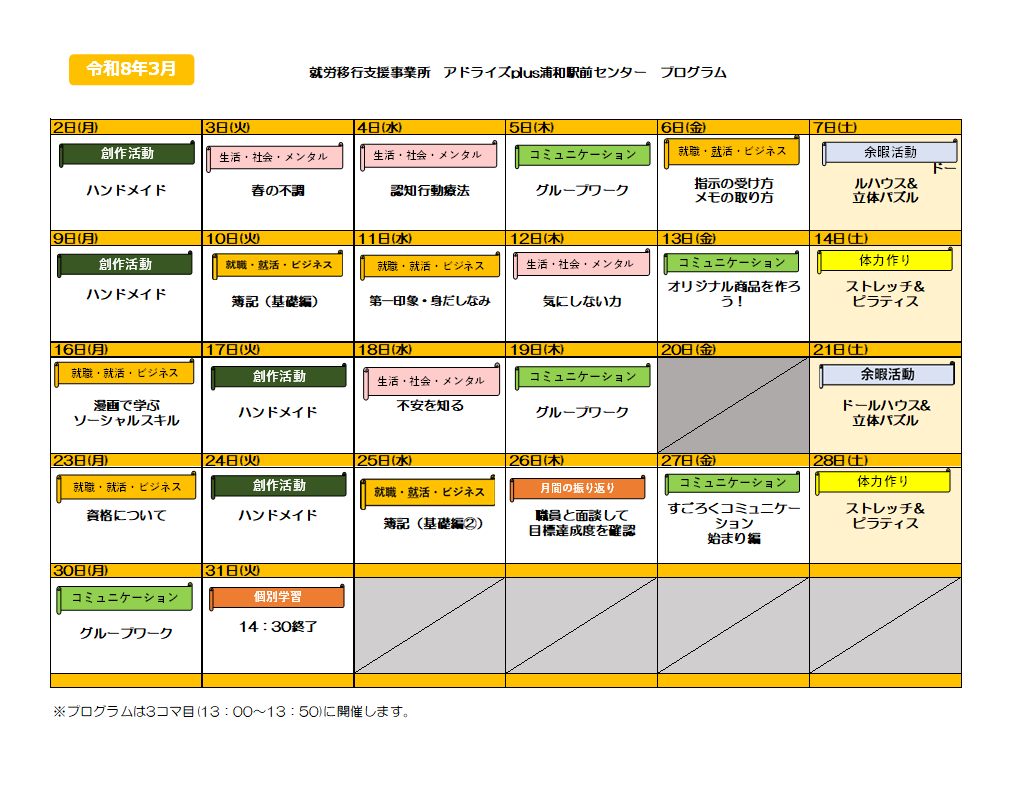 令和8年3月
就労移行支援事業所　アドライズplus浦和駅前センター　プログラム
2日(月)
3日(火)
4日(水)
5日(木)
6日(金)
7日(土)
創作活動
生活・社会・メンタル
生活・社会・メンタル
コミュニケーション
就職・就活・ビジネス
余暇活動
ハンドメイド
春の不調
認知行動療法
グループワーク
指示の受け方
メモの取り方
ドー
ルハウス&
立体パズル
9日(月)
10日(火)
11日(水)
12日(木)
13日(金)
14日(土)
創作活動
就職・就活・ビジネス
就職・就活・ビジネス
生活・社会・メンタル
コミュニケーション
体力作り
ハンドメイド
簿記（基礎編）
第一印象・身だしなみ
気にしない力
オリジナル商品を作ろ
う！
ストレッチ&
ピラティス
16日(月)
17日(火)
18日(水)
19日(木)
20日(金)
21日(土)
就職・就活・ビジネス
創作活動
生活・社会・メンタル
コミュニケーション
余暇活動
漫画で学ぶ
ソーシャルスキル
ハンドメイド
不安を知る
グループワーク
ドールハウス&
立体パズル
23日(月)
24日(火)
25日(水)
26日(木)
27日(金)
28日(土)
就職・就活・ビジネス
創作活動
就職・就活・ビジネス
月間の振り返り
コミュニケーション
体力作り
資格について
ハンドメイド
簿記（基礎編②）
職員と面談して
目標達成度を確認
すごろくコミュニケー
ション
始まり編
ストレッチ&
ピラティス
30日(月)
31日(火)
コミュニケーション
個別学習
グループワーク
14：30終了
※プログラムは3コマ目(13：00～13：50)に開催します。